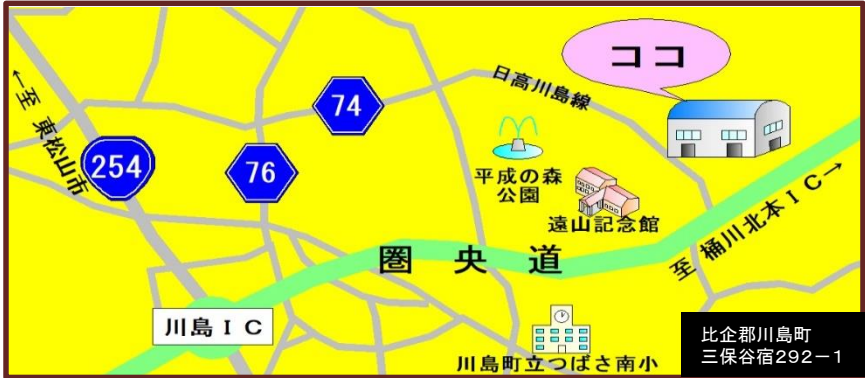 ココ
日高川島線
←至 東松山市
74
254
76
平成の森
公園
遠山記念館
至 桶川北本IC→
圏央道
川島IC
川島町立つばさ南小
比企郡川島町
三保谷宿292－1